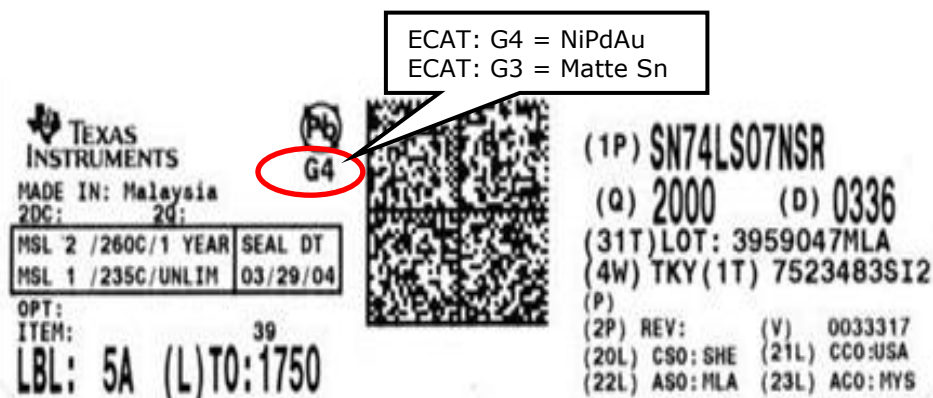 ECAT: G4 = NiPdAu
ECAT: G3 = Matte Sn
TEXAS
INSTRUMENTS
Pb
G4
MADE IN: Malaysia
2DC: 2Q:
MSL 2 /260C/1 YEAR SEAL DT
MSL 1 /235C/UNLIM 03/29/04
OPT:
ITEM: 39
LBL: 5A (L)TO:1750
(1P) SN74LS07NSR
(Q) 2000 (D) 0336
(31T)LOT: 3959047MLA
(4W) TKY(1T) 7523483SI2
(P)
(2P) REV: (V) 0033317
(20L) CSO:SHE (21L) CCO:USA
(22L) ASO:MLA (23L) ACO:MYS